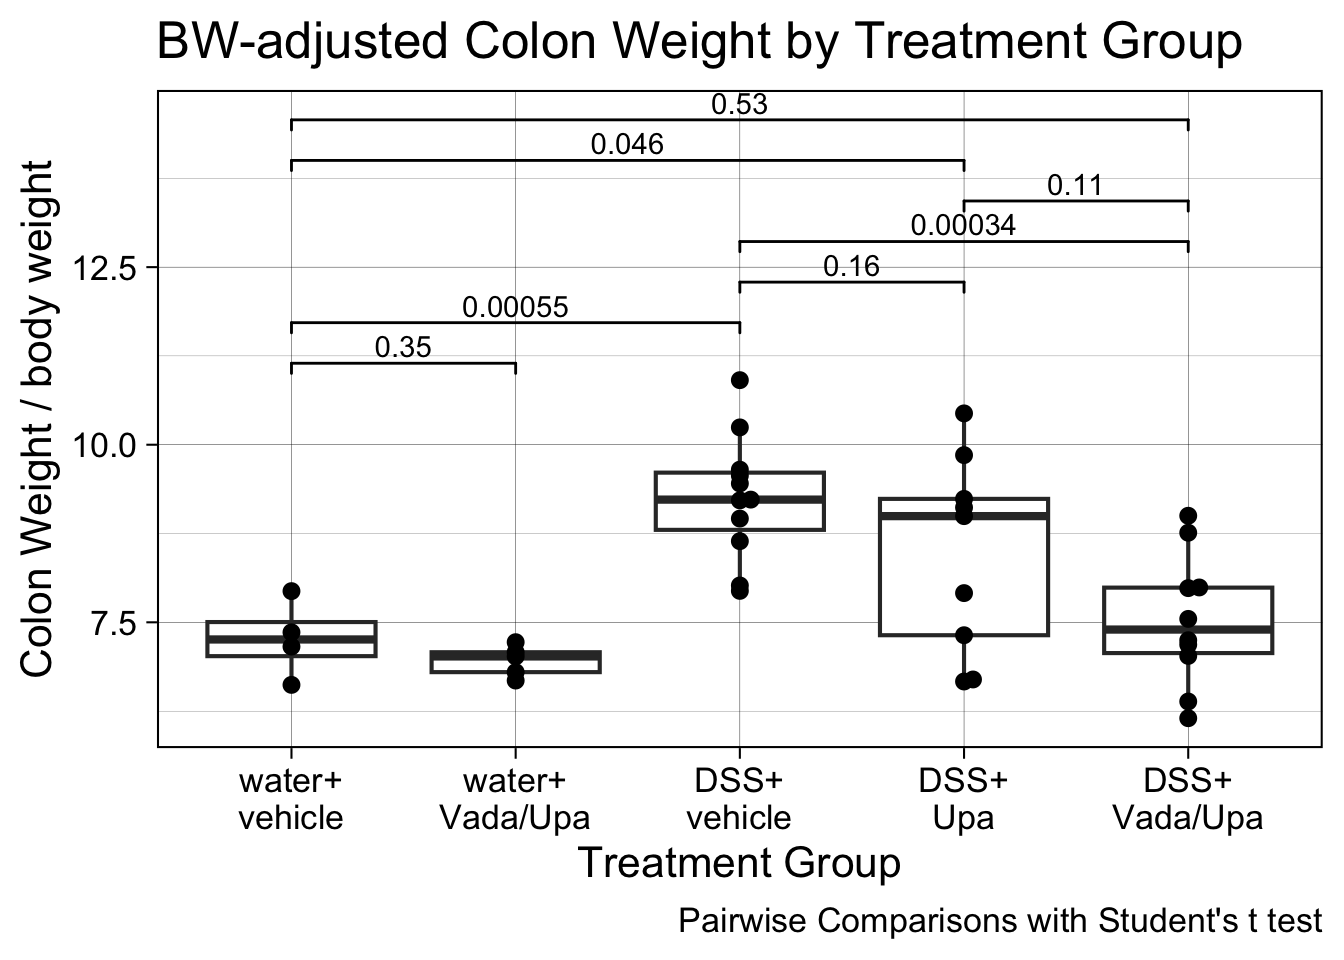 BW-adjusted Colon Weight by Treatment Group
0.53
0.046
0.11
0.00034
0.16
0.00055
0.35
Colon Weight / body weight
12.5
10.0
7.5
water+
vehicle
water+
Vada/Upa
DSS+
vehicle
DSS+
Upa
DSS+
Vada/Upa
Treatment Group
Pairwise Comparisons with Student's t test